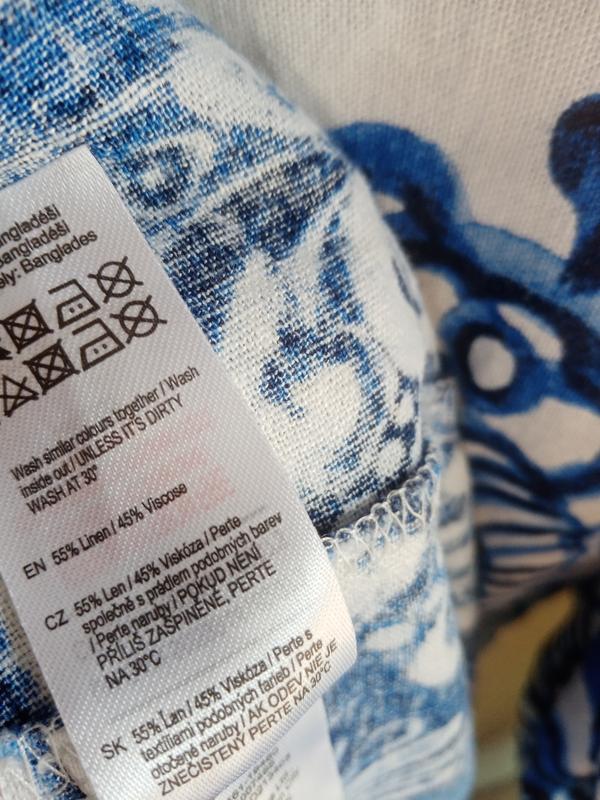 angladéši
Bangladéši
ely: Banglades
Wash similar colours together / Wash
inside out / UNLESS IT'S DIRTY
WASH AT 30°
EN 55% Linen / 45% Viscose
CZ 55% Len / 45% Viskóza / Perte
společně s prádlem podobných barev
/ Perte naruby / POKUD NENÍ
PŘÍLIŠ ZAŠPINĚNÉ, PERTE
NA 30°C
SK 55% Ľan / 45% Viskóza / Perte s
textíliami podobných farieb / Perte
otočené naruby / AK ODEV NIE JE
ZNEČISTENÝ PERTE NA 30°C